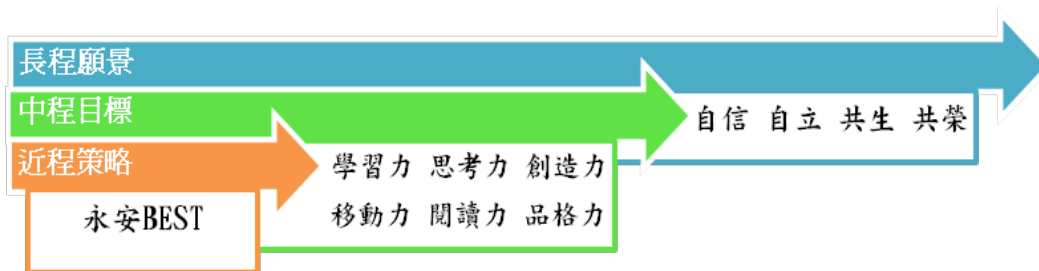 長程願景
中程目標
自信 自立 共生 共榮
近程策略
學習力 思考力 創造力
移動力 閱讀力 品格力
永安BEST